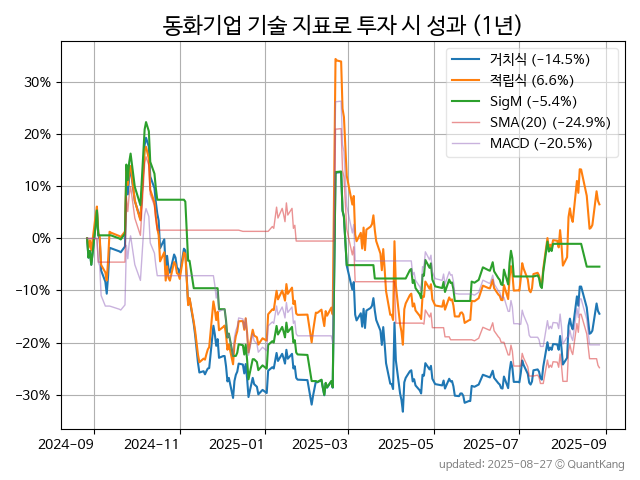 동화기업 기술 지표로 투자 시 성과 (1년)
거치식 (−14.5%)
적립식 (6.6%)
SigM (−5.4%)
SMA(20) (−24.9%)
MACD (−20.5%)
30%
20%
10%
0%
−10%
−20%
−30%
2024-09 2024-11 2025-01 2025-03 2025-05 2025-07 2025-09
updated: 2025-08-27 © QuantKang